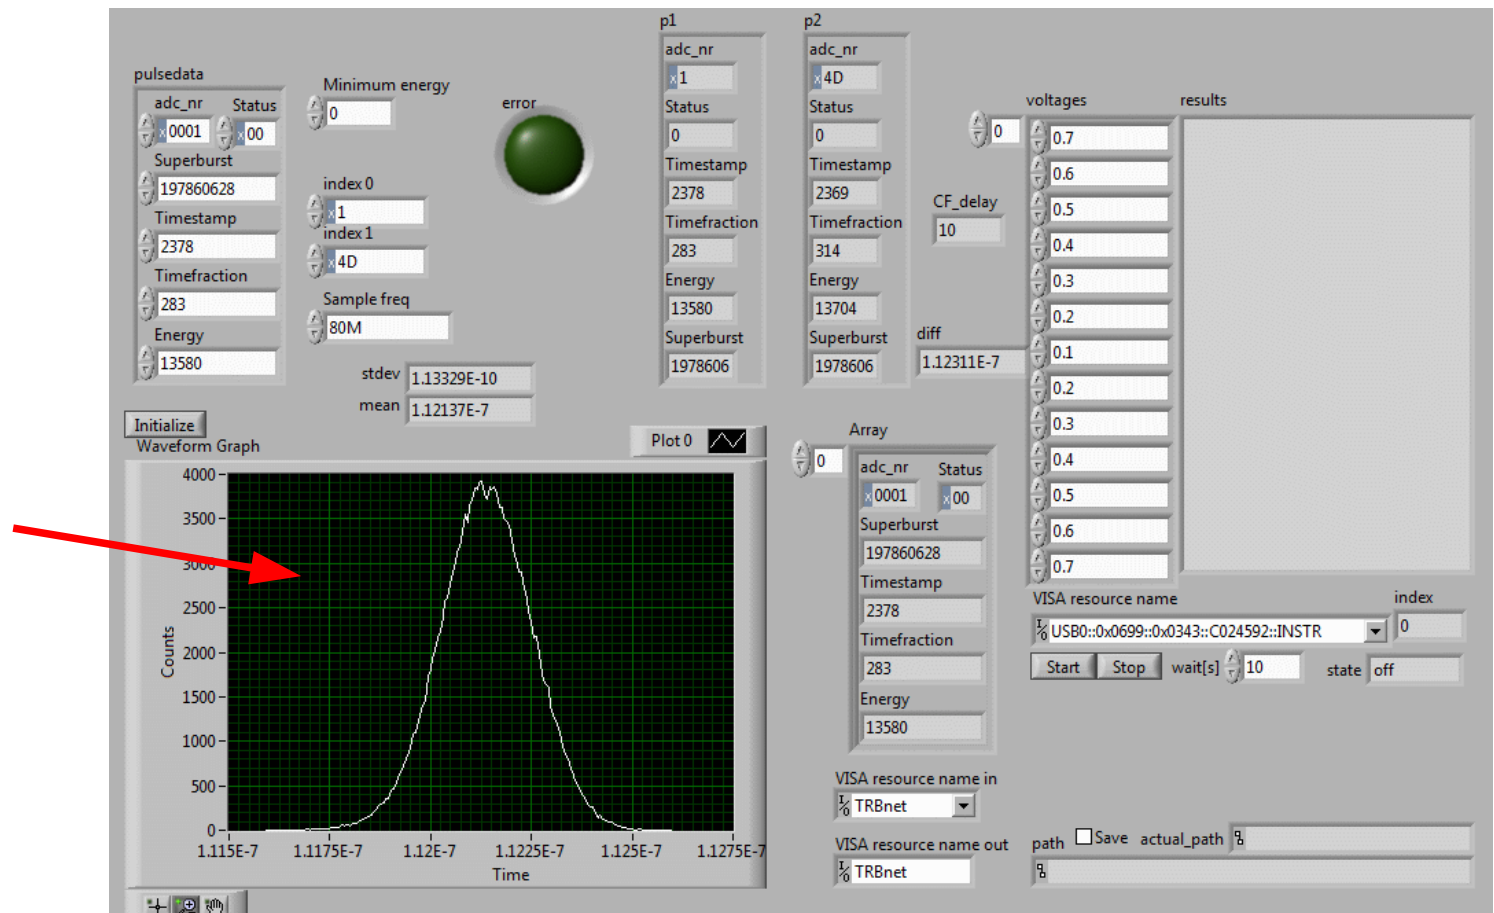 pulsedata
adc_nr Status
x 0001 x 00
Superburst
197860628
Timestamp
2378
Timefraction
283
Energy
13580
Minimum energy
0
index 0
x 1
index 1
x 4D
Sample freq
80M
error
stdev 1.13329E-10
mean 1.12137E-7
p1
adc_nr
x 1
Status
0
Timestamp
2378
Timefraction
283
Energy
13580
Superburst
1978606
p2
adc_nr
x 4D
Status
0
Timestamp
2369
Timefraction
314
Energy
13704
Superburst
1978606
CF_delay
10
diff
1.12311E-7
voltages
0
0.7
0.6
0.5
0.4
0.3
0.2
0.1
0.2
0.3
0.4
0.5
0.6
0.7
results
Initialize
Waveform Graph
Plot 0
4000
3500
3000
2500
2000
1500
1000
500
0
Counts
1.115E-7 1.1175E-7 1.12E-7 1.1225E-7 1.125E-7 1.1275E-7
Time
Array
0
adc_nr Status
x 0001 x 00
Superburst
197860628
Timestamp
2378
Timefraction
283
Energy
13580
VISA resource name index
I/0 USB0::0x0699::0x0343::C024592::INSTR 0
Start Stop wait[s] 10 state off
VISA resource name in
I/0 TRBnet
VISA resource name out
I/0 TRBnet
path Save actual_path